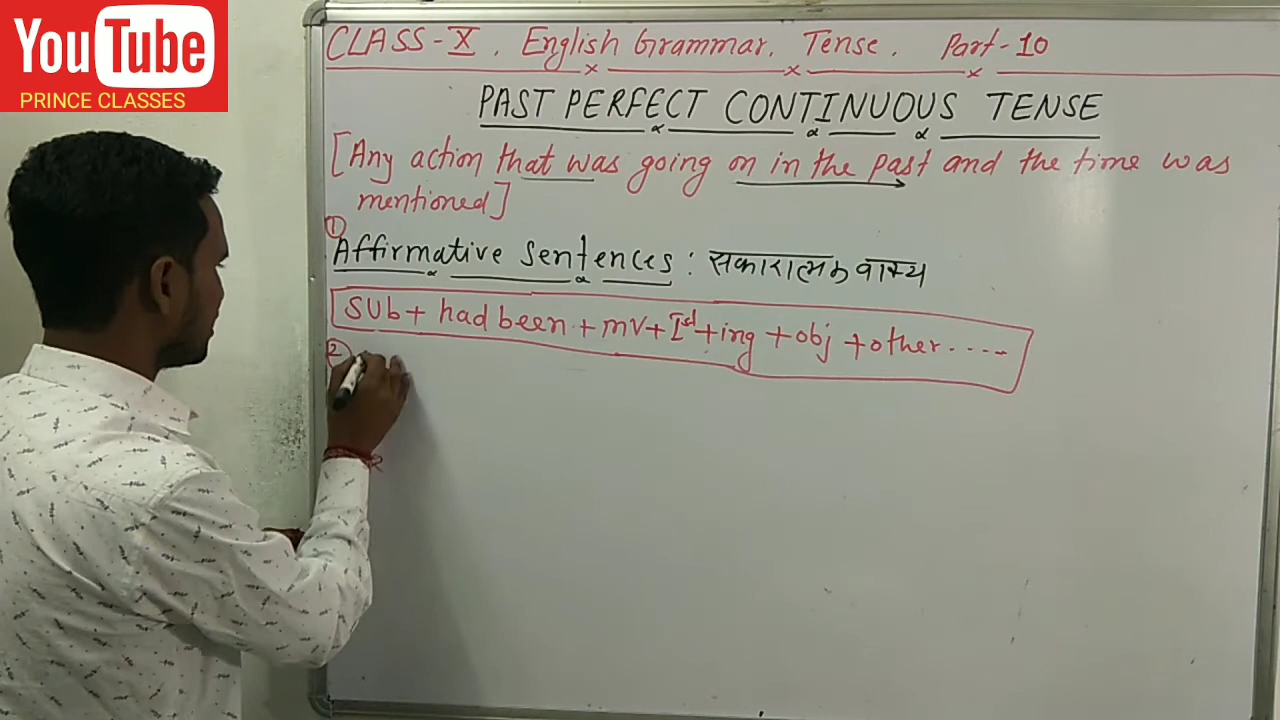 YouTube
PRINCE CLASSES
CLASS-X. English Grammar. Tense. Part-10
PAST PERFECT CONTINUOUS TENSE
[Any action that was going on in the past and the time was
mentioned]
①
Affirmative Sentences: सकारात्मक वाक्य
SUb + had been + mv + Ist + ing + obj + other.....
②